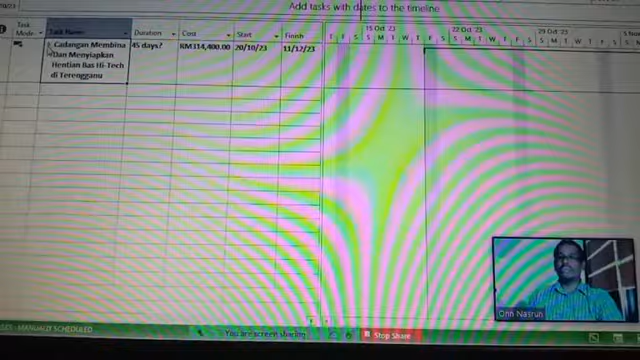 Add tasks with dates to the timeline
15 Oct '23 22 Oct '23 29 Oct '23
Task Mode Task Name Duration Cost Start Finish
T F S S M T W T F S S M T W T F S S M T W T F
Cadangan Membina 45 days? RM314,400.00 20/10/23 11/12/23
Dan Menyiapkan
Hentian Bas Hi-Tech
di Terengganu
Onn Nasrun
MANUALLY SCHEDULED
You are screen sharing
Stop Share